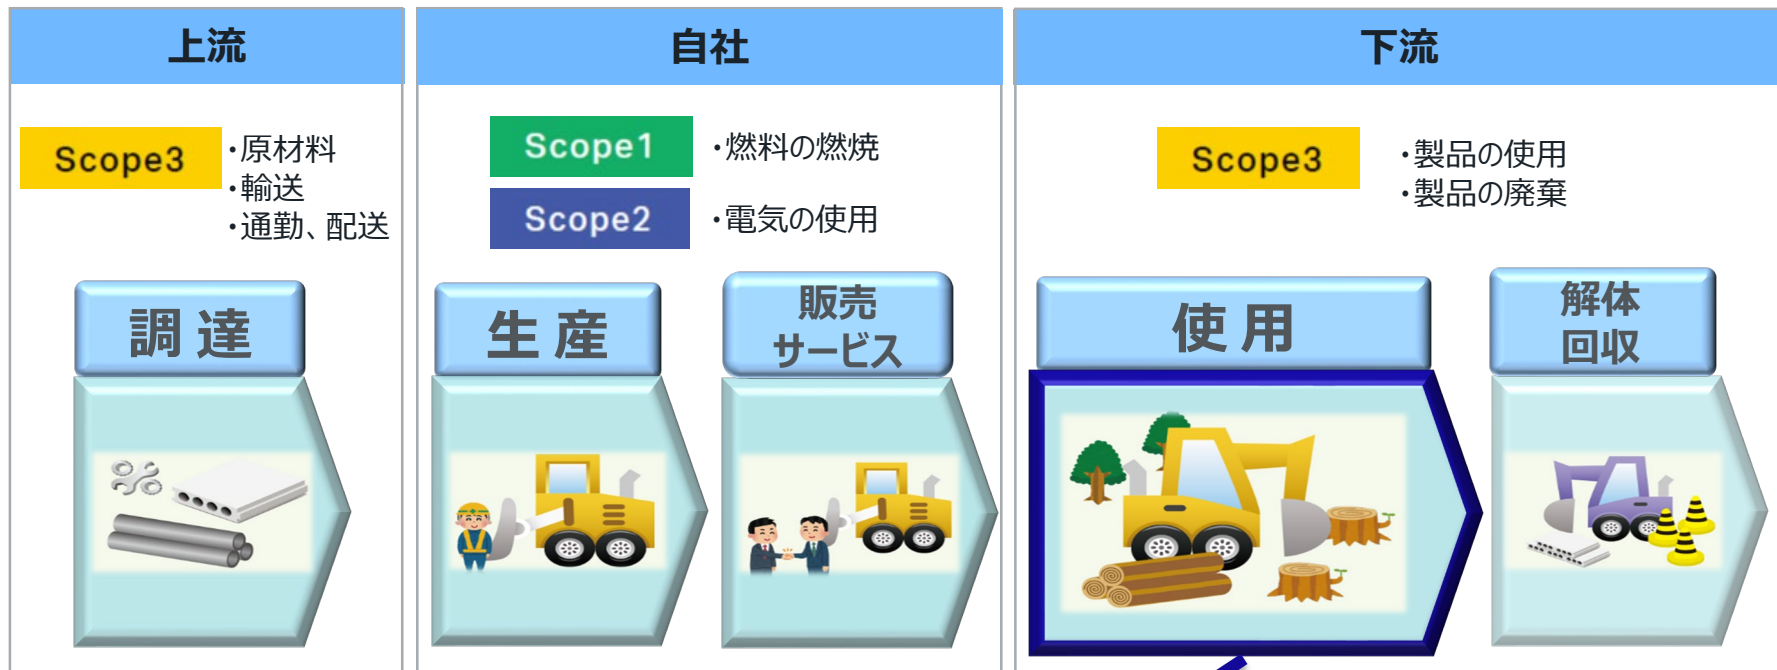 上流
Scope3
・原材料
・輸送
・通勤、配送
調達
自社
Scope1
・燃料の燃焼
Scope2
・電気の使用
生産
販売
サービス
下流
Scope3
・製品の使用
・製品の廃棄
使用
解体
回収